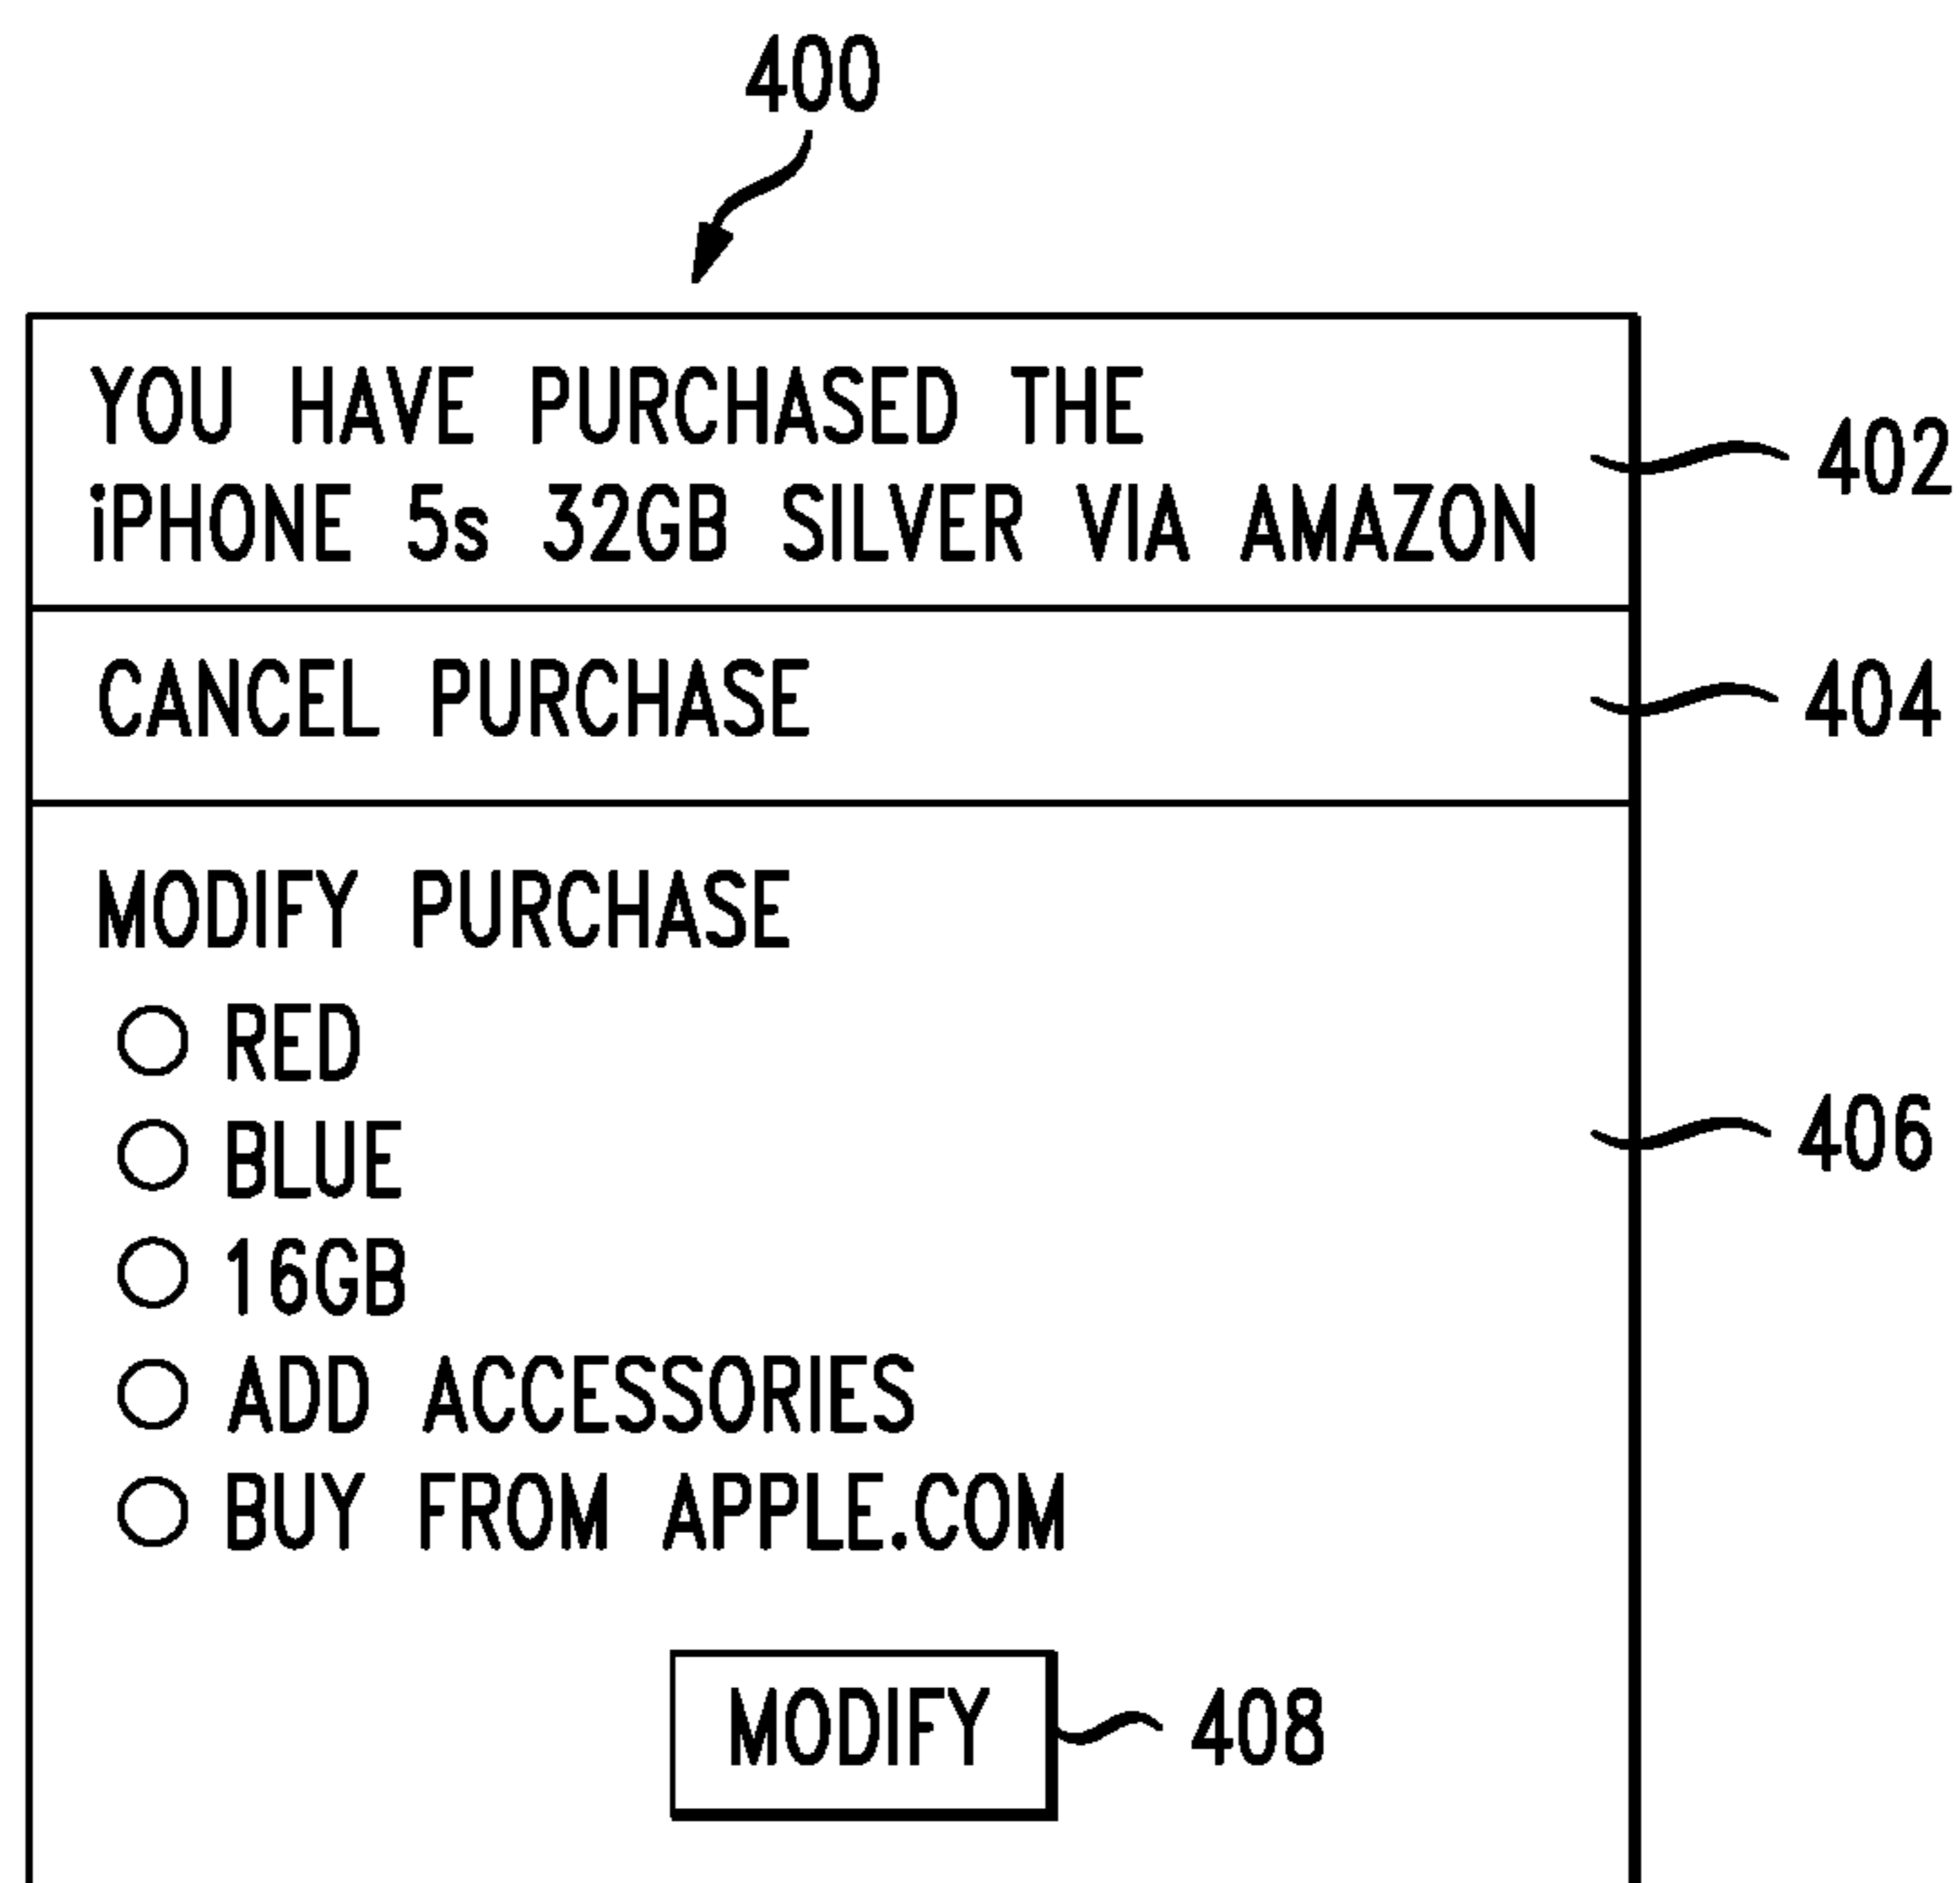 400
YOU HAVE PURCHASED THE
iPHONE 5s 32GB SILVER VIA AMAZON
402
CANCEL PURCHASE
404
MODIFY PURCHASE
RED
BLUE
406
16GB
ADD ACCESSORIES
BUY FROM APPLE.COM
MODIFY
408